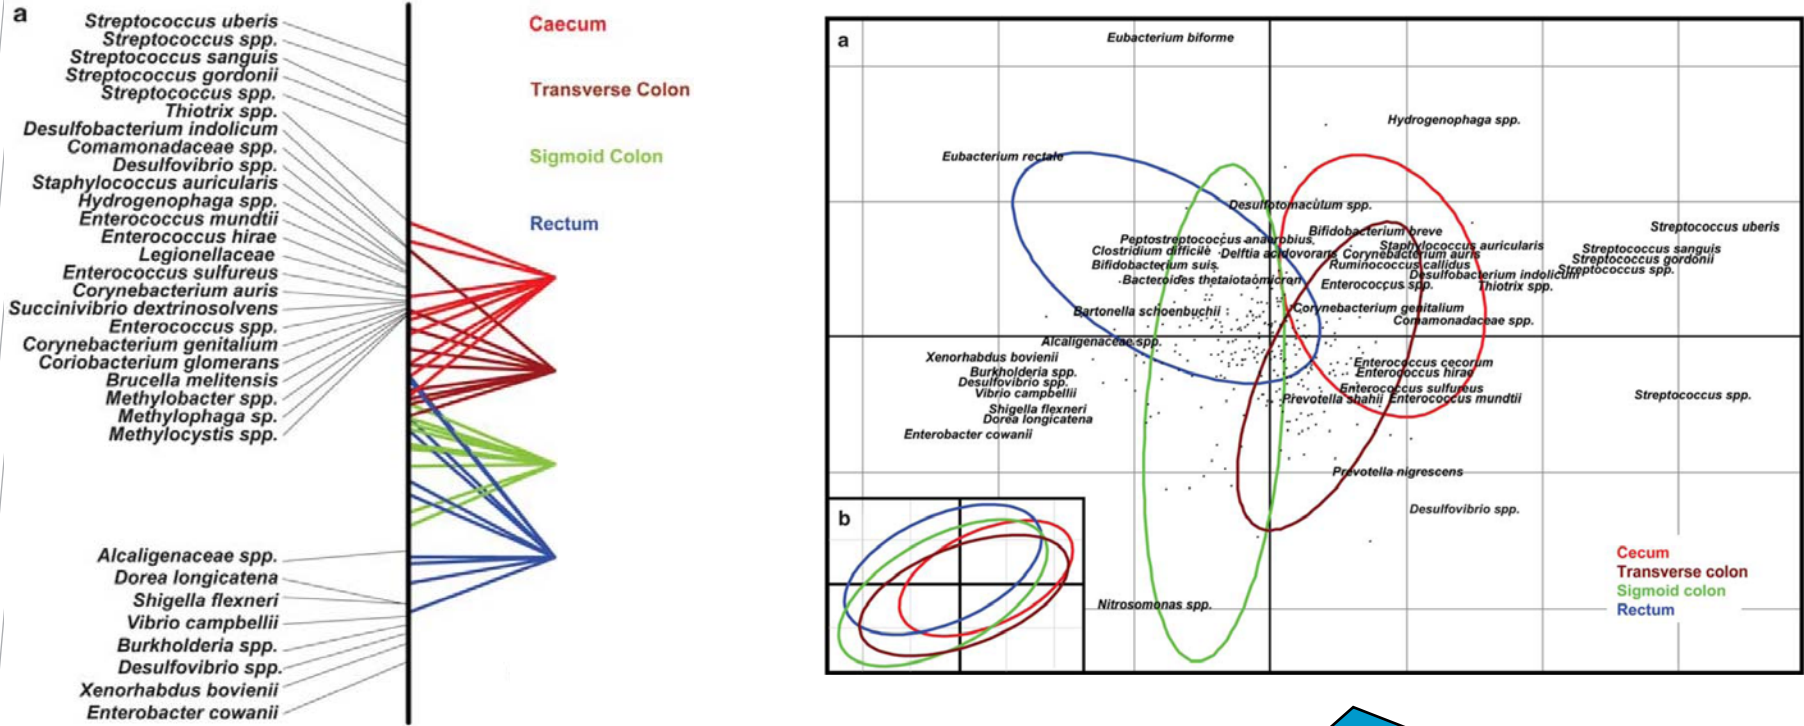 a
Streptococcus uberis
Streptococcus spp.
Streptococcus sanguis
Streptococcus gordonii
Streptococcus spp.
Thiotrix spp.
Desulfobacterium indolicum
Comamonadaceae spp.
Desulfovibrio spp.
Staphylococcus auricularis
Hydrogenophaga spp.
Enterococcus mundtii
Enterococcus hirae
Legionellaceae
Enterococcus sulfureus
Corynebacterium auris
Succinivibrio dextrinosolvens
Enterococcus spp.
Corynebacterium genitalium
Coriobacterium glomerans
Brucella melitensis
Methylobacter spp.
Methylophaga sp.
Methylocystis spp.
Alcaligenaceae spp.
Dorea longicatena
Shigella flexneri
Vibrio campbellii
Burkholderia spp.
Desulfovibrio spp.
Xenorhabdus bovienii
Enterobacter cowanii
Caecum
Transverse Colon
Sigmoid Colon
Rectum
a
Eubacterium biforme
Hydrogenophaga spp.
Eubacterium rectale
Desulfotomaculum spp.
Streptococcus uberis
Bifidobacterium breve
Peptostreptococcus anaerobius
Staphylococcus auricularis
Streptococcus sanguis
Clostridium difficile
Delftia acidovorans
Corynebacterium auris
Streptococcus gordonii
Bifidobacterium suis
Ruminococcus callidus
Streptococcus spp.
Desulfobacterium indolicum
Bacteroides thetaiotaomicron
Enterococcus spp.
Thiotrix spp.
Bartonella schoenbuchii
Corynebacterium genitalium
Comamonadaceae spp.
Alcaligenaceae spp.
Xenorhabdus bovienii
Enterococcus cecorum
Burkholderia spp.
Enterococcus hirae
Desulfovibrio spp.
Enterococcus sulfureus
Vibrio campbellii
Prevotella shahii
Enterococcus mundtii
Streptococcus spp.
Shigella flexneri
Dorea longicatena
Enterobacter cowanii
Prevotella nigrescens
Desulfovibrio spp.
b
Nitrosomonas spp.
Cecum
Transverse colon
Sigmoid colon
Rectum